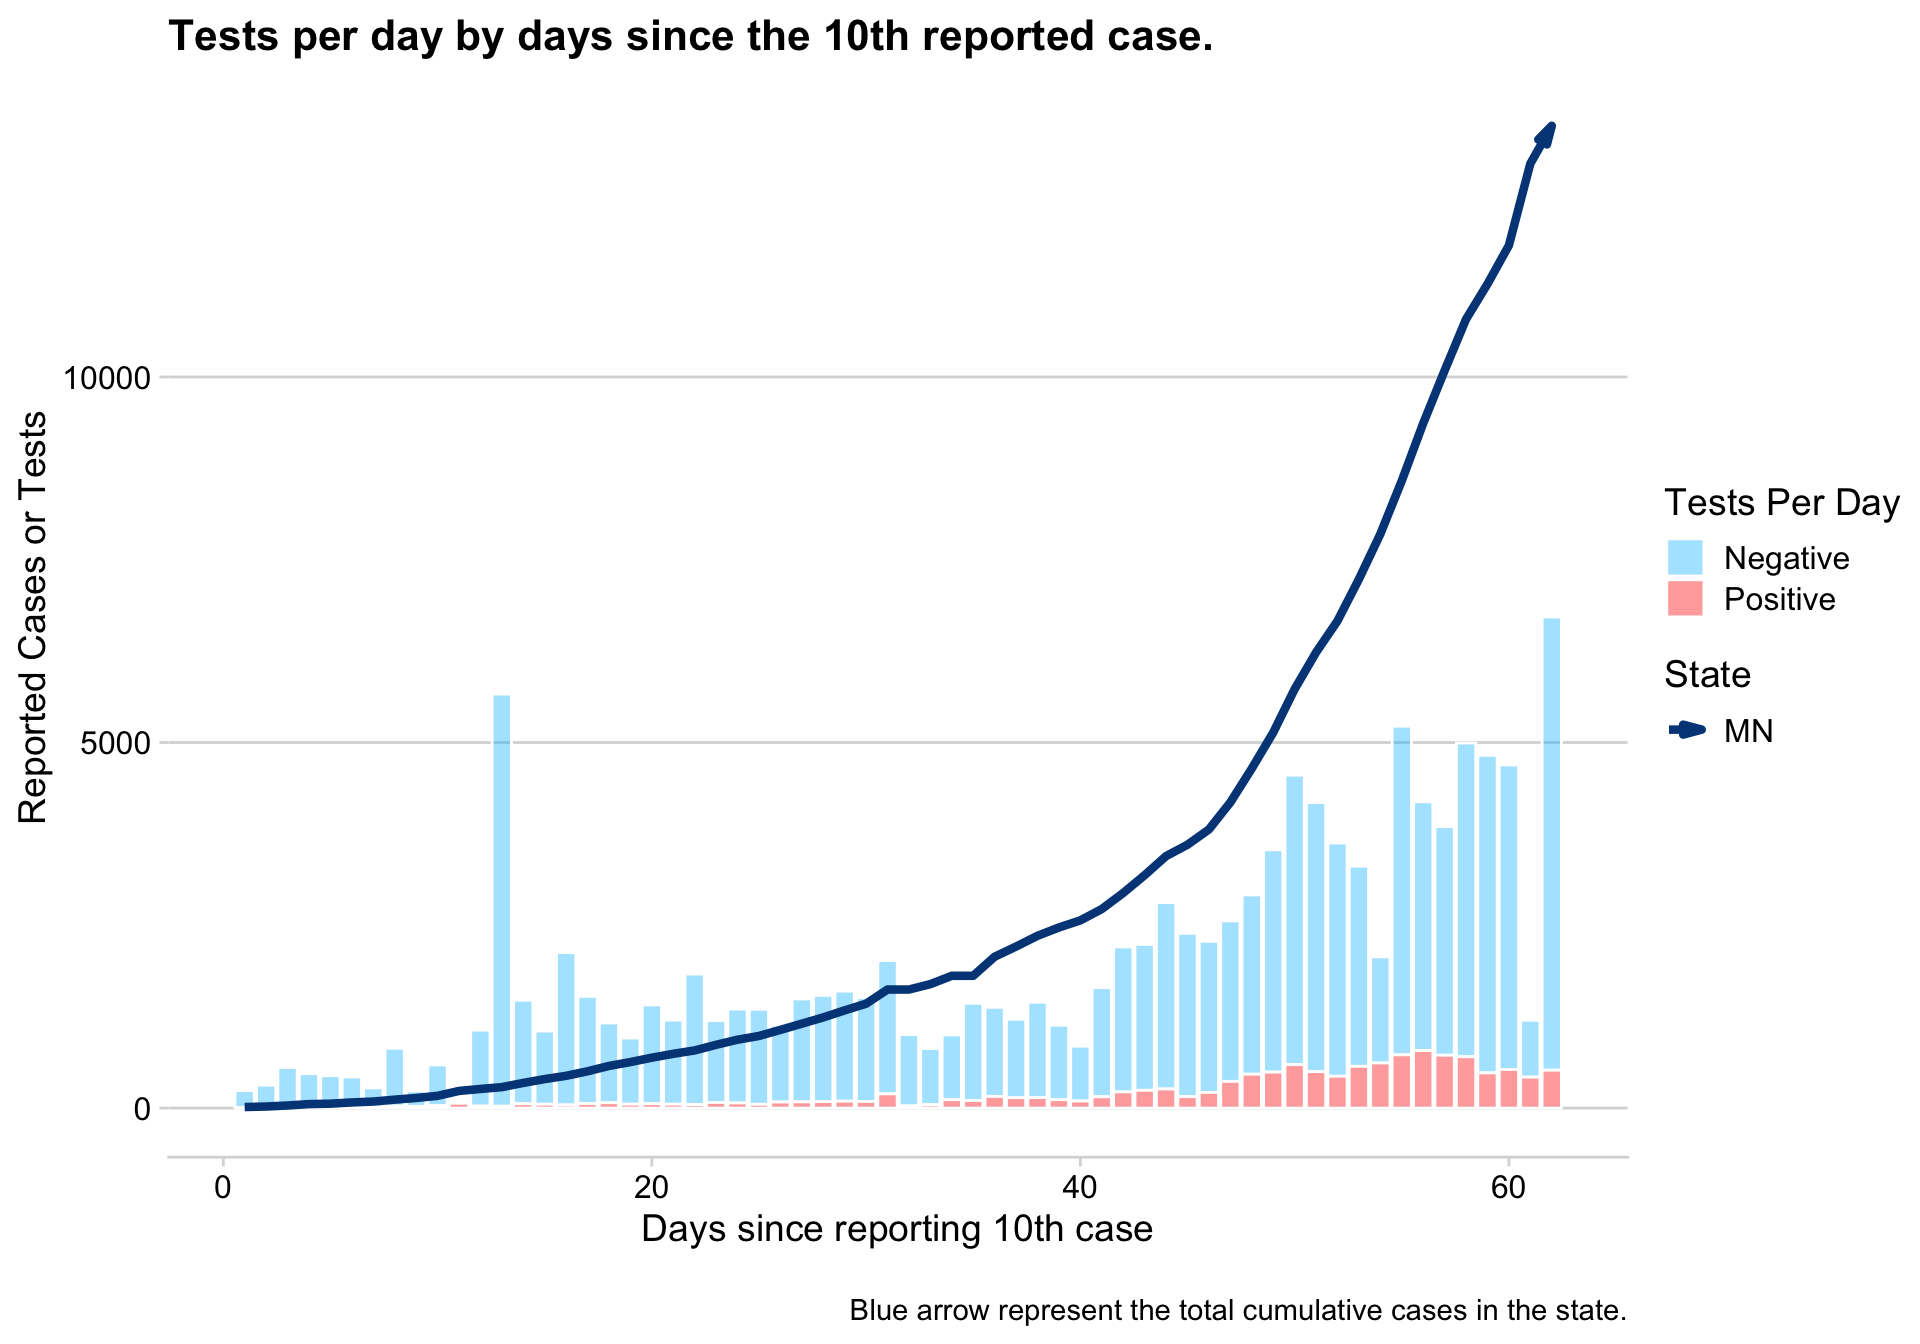 Tests per day by days since the 10th reported case.
Reported Cases or Tests
10000
5000
0
0
20
40
60
Days since reporting 10th case
Tests Per Day
Negative
Positive
State
MN
Blue arrow represent the total cumulative cases in the state.